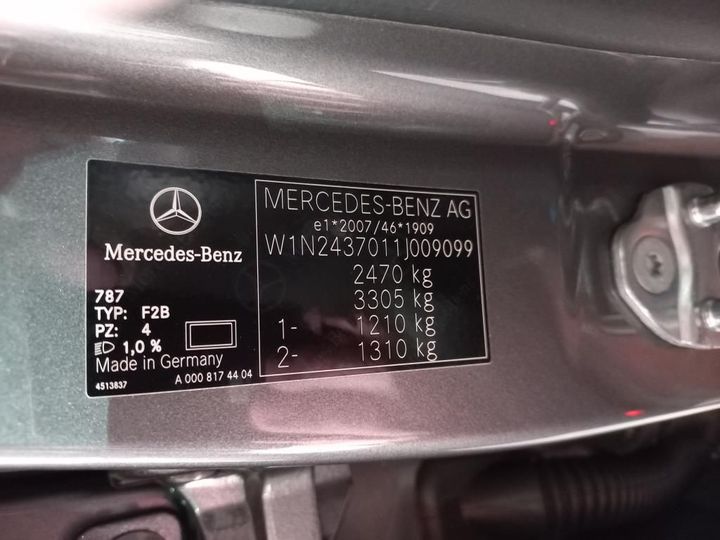 Mercedes-Benz
787
TYP: F2B
PZ: 4
1,0 %
Made in Germany
4513837
A 000 817 44 04
MERCEDES-BENZ AG
e1*2007/46*1909
W1N2437011J009099
2470 kg
3305 kg
1- 1210 kg
2- 1310 kg